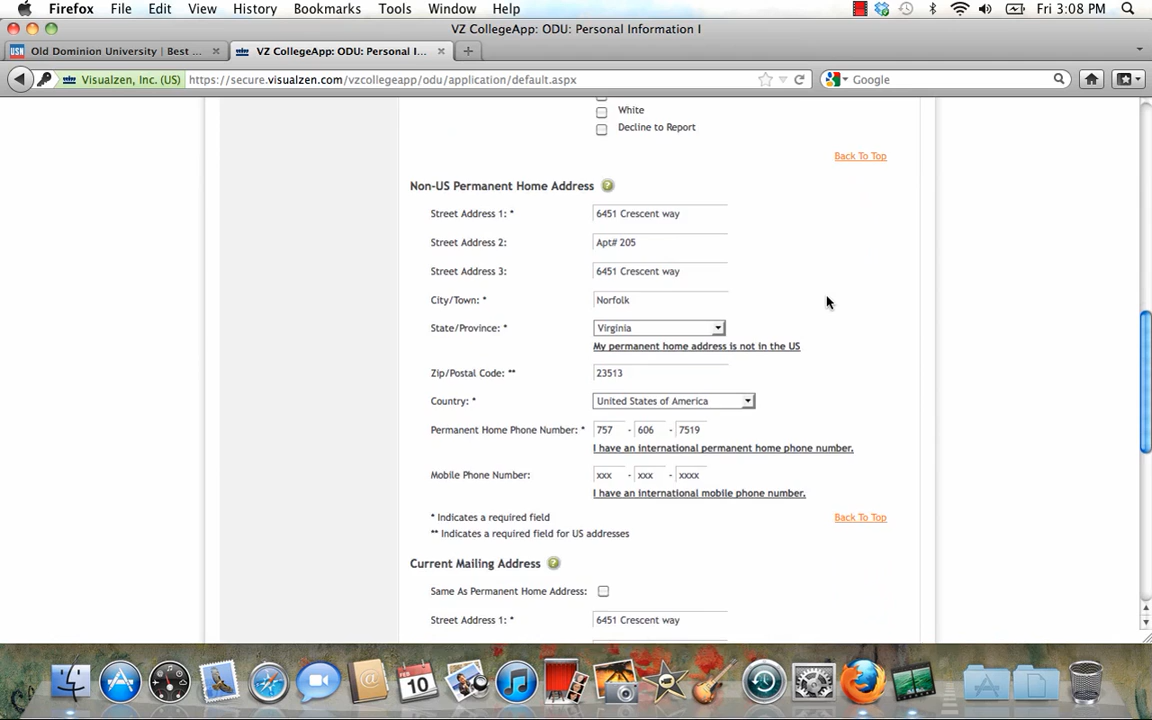 Firefox File Edit View History Bookmarks Tools Window Help Fri 3:08 PM
VZ CollegeApp: ODU: Personal Information I
USN Old Dominion University | Best ... VZ CollegeApp: ODU: Personal I...
Visualzen, Inc. (US) https://secure.visualzen.com/vzcollegeapp/odu/application/default.aspx Google
White
Decline to Report
Back To Top
Non-US Permanent Home Address ?
Street Address 1: * 6451 Crescent way
Street Address 2: Apt# 205
Street Address 3: 6451 Crescent way
City/Town: * Norfolk
State/Province: * Virginia
My permanent home address is not in the US
Zip/Postal Code: ** 23513
Country: * United States of America
Permanent Home Phone Number: * 757 - 606 - 7519
I have an international permanent home phone number.
Mobile Phone Number: xxx - xxx - xxxx
I have an international mobile phone number.
* Indicates a required field Back To Top
** Indicates a required field for US addresses
Current Mailing Address ?
Same As Permanent Home Address:
Street Address 1: * 6451 Crescent way
10